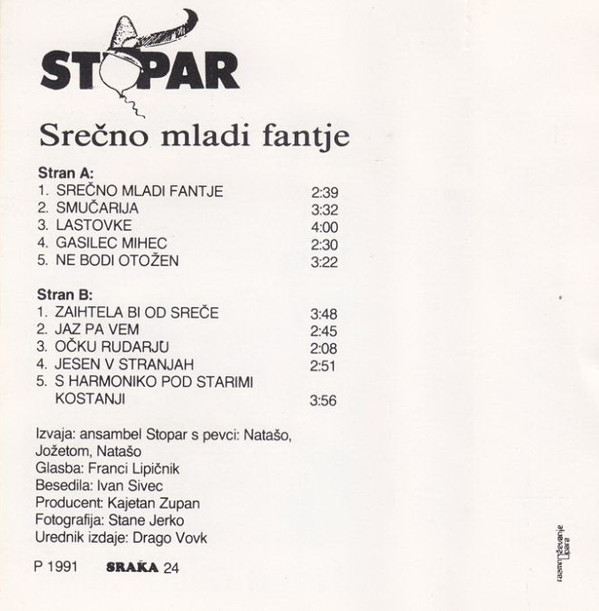 STOPAR
Srečno mladi fantje
Stran A:
1. SREČNO MLADI FANTJE 2:39
2. SMUČARIJA 3:32
3. LASTOVKE 4:00
4. GASILEC MIHEC 2:30
5. NE BODI OTOŽEN 3:22
Stran B:
1. ZAIHTELA BI OD SREČE 3:48
2. JAZ PA VEM 2:45
3. OČKU RUDARJU 2:08
4. JESEN V STRANJAH 2:51
5. S HARMONIKO POD STARIMI
KOSTANJI 3:56
Izvaja: ansambel Stopar s pevci: Natašo,
Jožetom, Natašo
Glasba: Franci Lipičnik
Besedila: Ivan Sivec
Producent: Kajetan Zupan
Fotografija: Stane Jerko
Urednik izdaje: Drago Vovk
P 1991 SRAKA 24
razmnoževanje